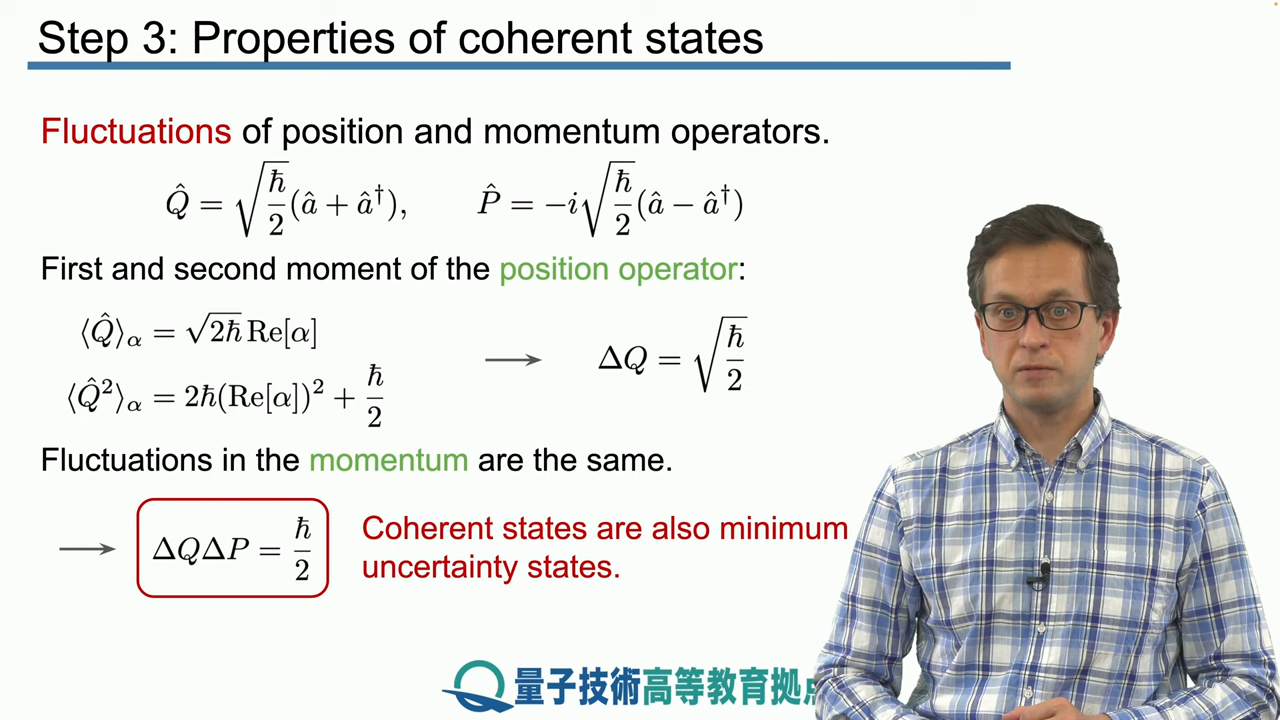 Step 3: Properties of coherent states
Fluctuations of position and momentum operators.
$\hat{Q} = \sqrt{\frac{\hbar}{2}}(\hat{a} + \hat{a}^\dagger), \quad \hat{P} = -i\sqrt{\frac{\hbar}{2}}(\hat{a} - \hat{a}^\dagger)$
First and second moment of the position operator:
$\langle\hat{Q}\rangle_\alpha = \sqrt{2\hbar}\,\mathrm{Re}[\alpha]$
$\langle\hat{Q}^2\rangle_\alpha = 2\hbar(\mathrm{Re}[\alpha])^2 + \frac{\hbar}{2}$
$\longrightarrow \Delta Q = \sqrt{\frac{\hbar}{2}}$
Fluctuations in the momentum are the same.
$\longrightarrow \Delta Q \Delta P = \frac{\hbar}{2}$
Coherent states are also minimum
uncertainty states.
量子技術高等教育拠